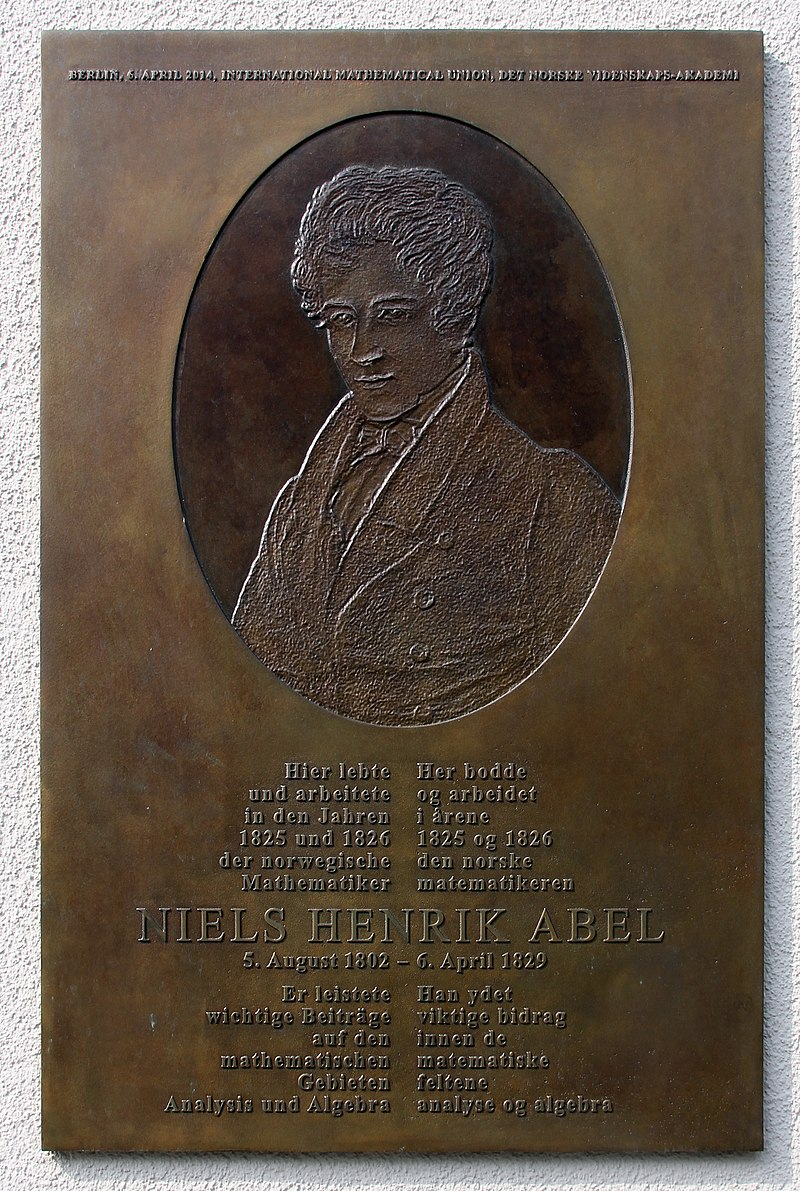 BERLIN, 6. APRIL 2014, INTERNATIONAL MATHEMATICAL UNION, DET NORSKE VIDENSKAPS-AKADEMI
Hier lebte
und arbeitete
in den Jahren
1825 und 1826
der norwegische
Mathematiker
Her bodde
og arbeidet
i årene
1825 og 1826
den norske
matematikeren
NIELS HENRIK ABEL
5. August 1802 – 6. April 1829
Er leistete
wichtige Beiträge
auf den
mathematischen
Gebieten
Analysis und Algebra
Han ydet
viktige bidrag
innen de
matematiske
feltene
analyse og algebra